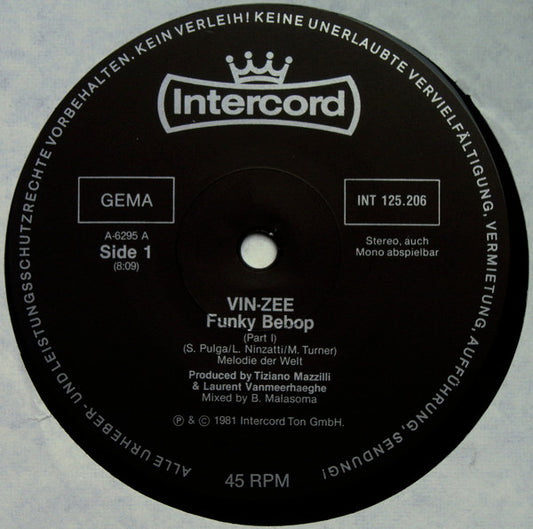 ALLE URHEBER- UND LEISTUNGSSCHUTZRECHTE VORBEHALTEN. KEIN VERLEIH! KEINE UNERLAUBTE VERVIELFÄLTIGUNG, VERMIETUNG, AUFFÜHRUNG, SENDUNG!
Intercord
GEMA
INT 125.206
A-6295 A
Side 1
(8:09)
Stereo, auch
Mono abspielbar
VIN-ZEE
Funky Bebop
(Part I)
(S. Pulga/L. Ninzatti/M. Turner)
Melodie der Welt
Produced by Tiziano Mazzilli
& Laurent Vanmeerhaeghe
Mixed by B. Malasoma
℗ & © 1981 Intercord Ton GmbH.
45 RPM